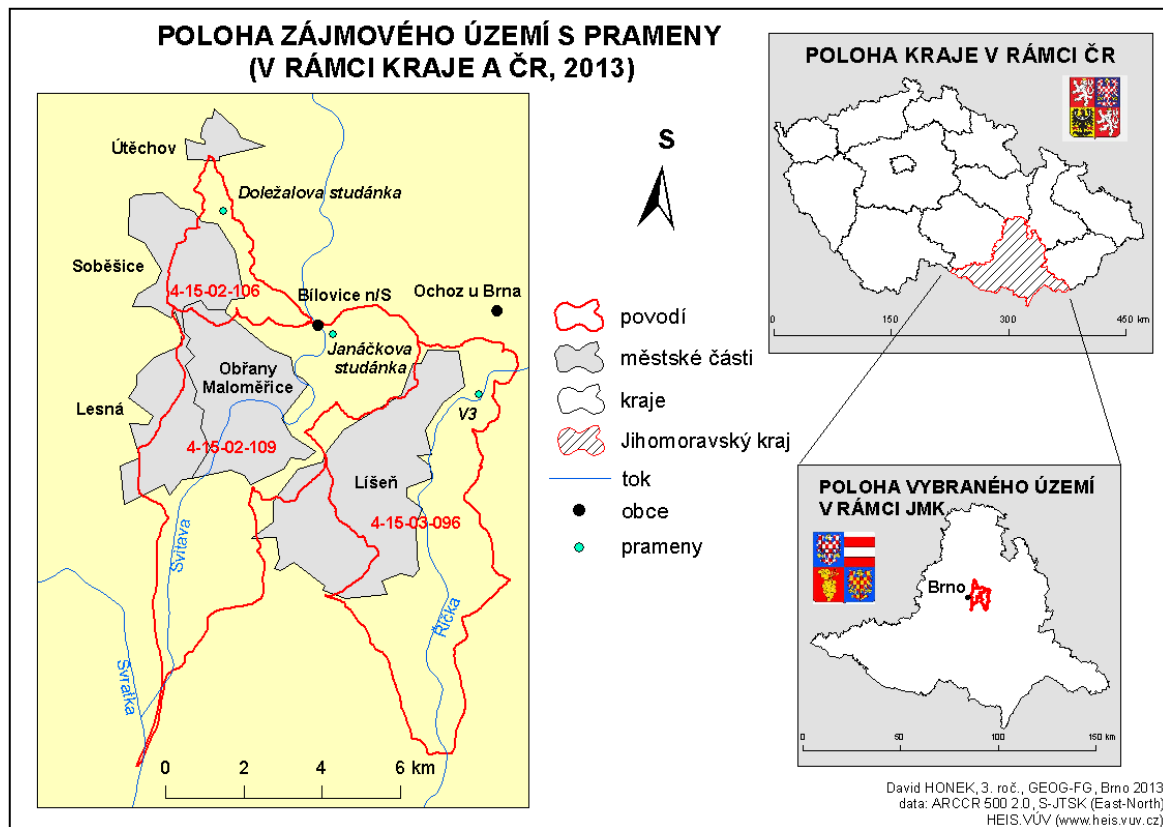 POLOHA ZÁJMOVÉHO ÚZEMÍ S PRAMENY
(V RÁMCI KRAJE A ČR, 2013)
Útěchov
Doležalova studánka
Soběšice
4-15-02-106
Bílovice n/S
Ochoz u Brna
Janáčkova
studánka
Obřany
Maloměřice
Lesná
V3
4-15-02-109
Líšeň
4-15-03-096
Svitava
Říčka
Svratka
0 2 4 6 km
S
povodí
městské části
kraje
Jihomoravský kraj
tok
obce
prameny
POLOHA KRAJE V RÁMCI ČR
0 150 300 450 km
POLOHA VYBRANÉHO ÚZEMÍ
V RÁMCI JMK
Brno
0 50 100 150 km
David HONEK, 3. roč., GEOG-FG, Brno 2013
data: ARCCR 500 2.0, S-JTSK (East-North)
HEIS.VÚV (www.heis.vuv.cz)